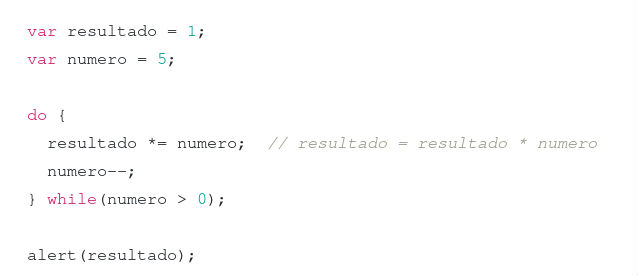 var resultado = 1;
var numero = 5;
do {
resultado *= numero;  // resultado = resultado * numero
numero--;
} while(numero > 0);
alert(resultado);